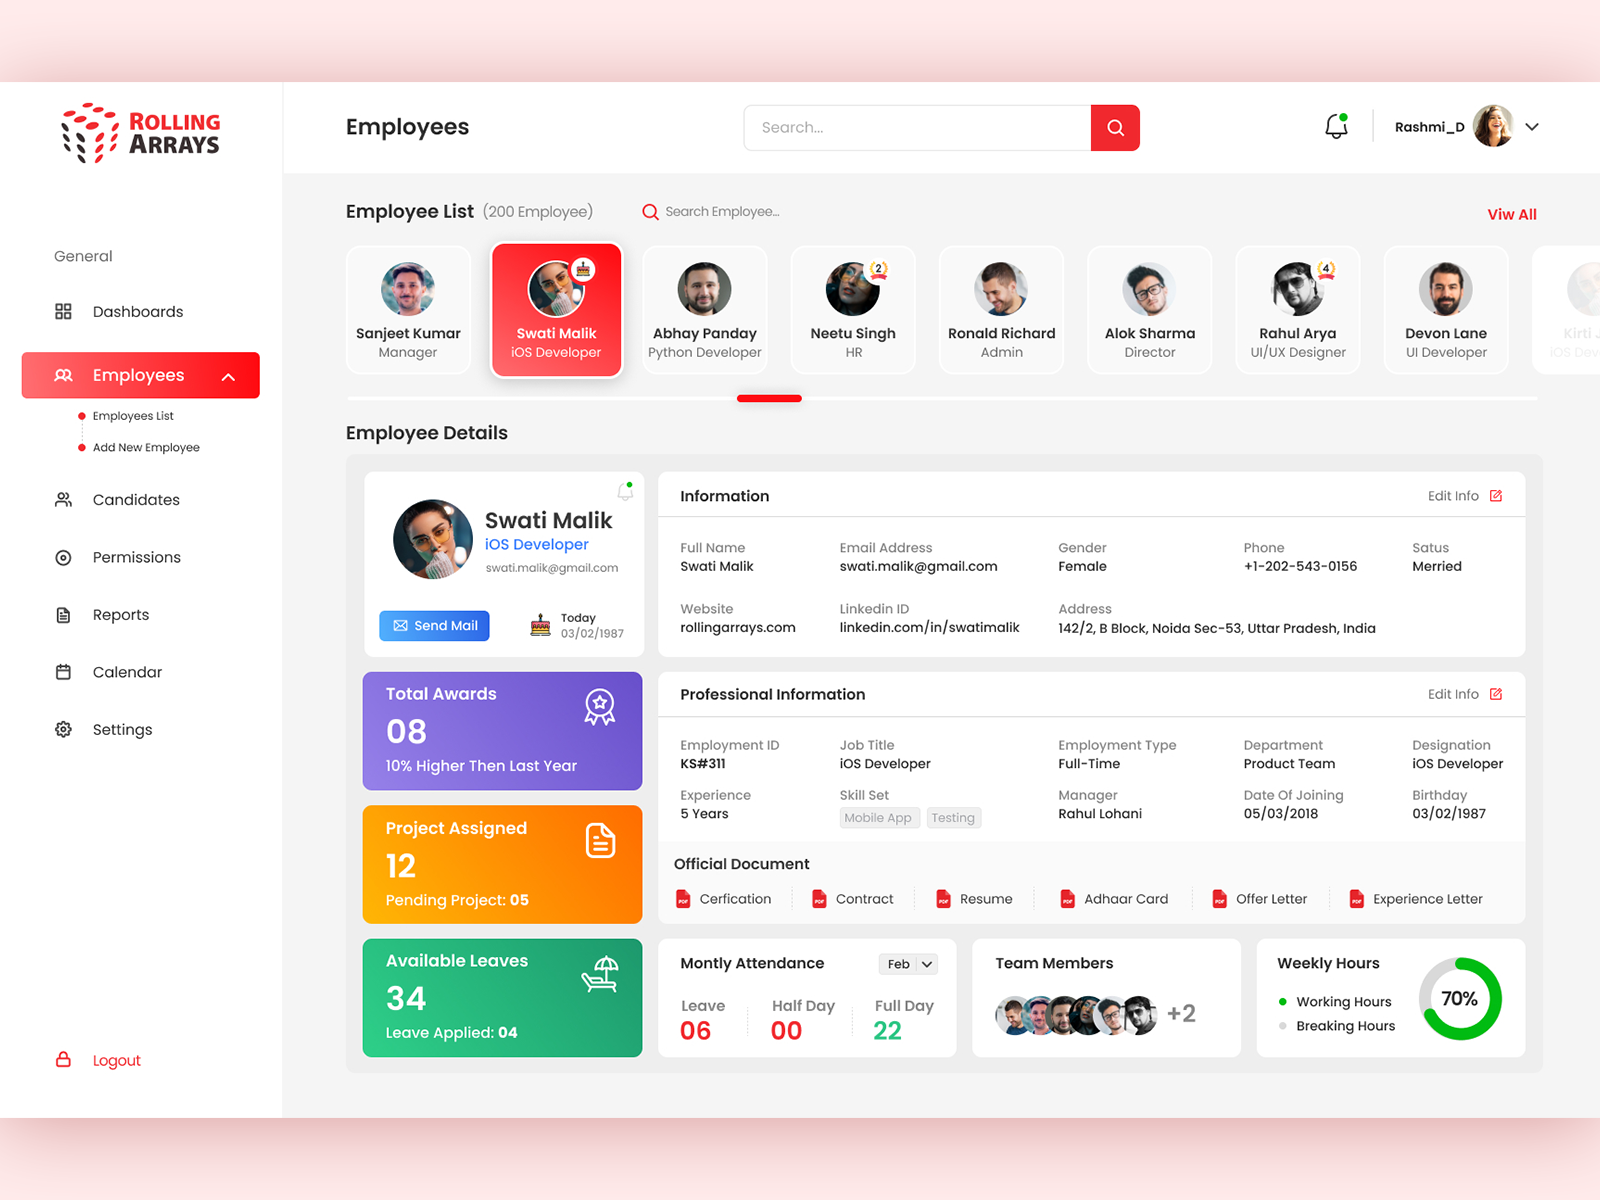 ROLLING
ARRAYS
Employees
Search...
Rashmi_D
General
Dashboards
Employees
Employees List
Add New Employee
Candidates
Permissions
Reports
Calendar
Settings
Logout
Employee List (200 Employee)
Search Employee...
Viw All
Sanjeet Kumar
Manager
Swati Malik
iOS Developer
Abhay Panday
Python Developer
2
Neetu Singh
HR
Ronald Richard
Admin
Alok Sharma
Director
4
Rahul Arya
UI/UX Designer
Devon Lane
UI Developer
Kirti J
iOS Dev
Employee Details
Swati Malik
iOS Developer
swati.malik@gmail.com
Send Mail
Today
03/02/1987
Information
Edit Info
Full Name
Swati Malik
Email Address
swati.malik@gmail.com
Gender
Female
Phone
+1-202-543-0156
Satus
Merried
Website
rollingarrays.com
Linkedin ID
linkedin.com/in/swatimalik
Address
142/2, B Block, Noida Sec-53, Uttar Pradesh, India
Total Awards
08
10% Higher Then Last Year
Project Assigned
12
Pending Project: 05
Available Leaves
34
Leave Applied: 04
Professional Information
Edit Info
Employment ID
KS#311
Job Title
iOS Developer
Employment Type
Full-Time
Department
Product Team
Designation
iOS Developer
Experience
5 Years
Skill Set
Mobile App Testing
Manager
Rahul Lohani
Date Of Joining
05/03/2018
Birthday
03/02/1987
Official Document
PDF Cerfication
PDF Contract
PDF Resume
PDF Adhaar Card
PDF Offer Letter
PDF Experience Letter
Montly Attendance
Feb
Leave
06
Half Day
00
Full Day
22
Team Members
+2
Weekly Hours
Working Hours
Breaking Hours
70%